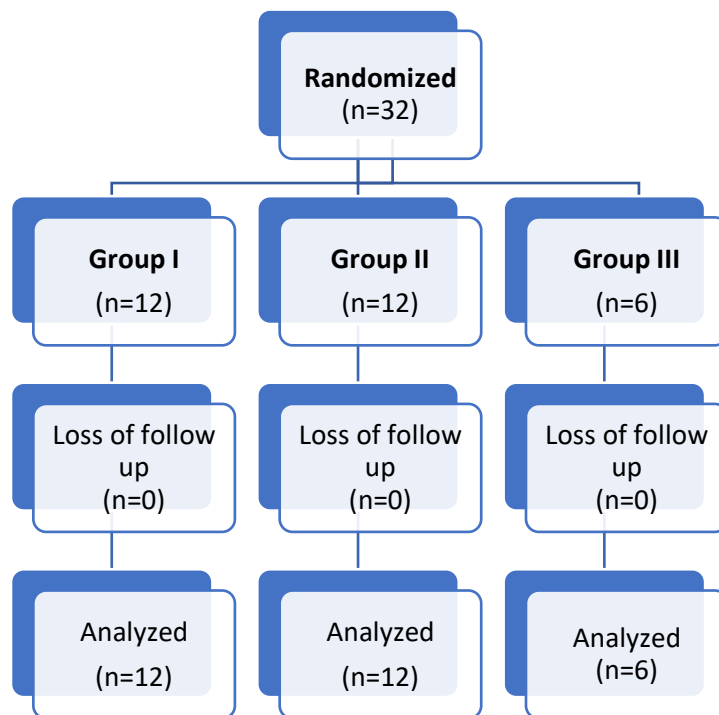 Randomized
(n=32)
Group I
(n=12)
Group II
(n=12)
Group III
(n=6)
Loss of follow
up
(n=0)
Loss of follow
up
(n=0)
Loss of follow
up
(n=0)
Analyzed
(n=12)
Analyzed
(n=12)
Analyzed
(n=6)